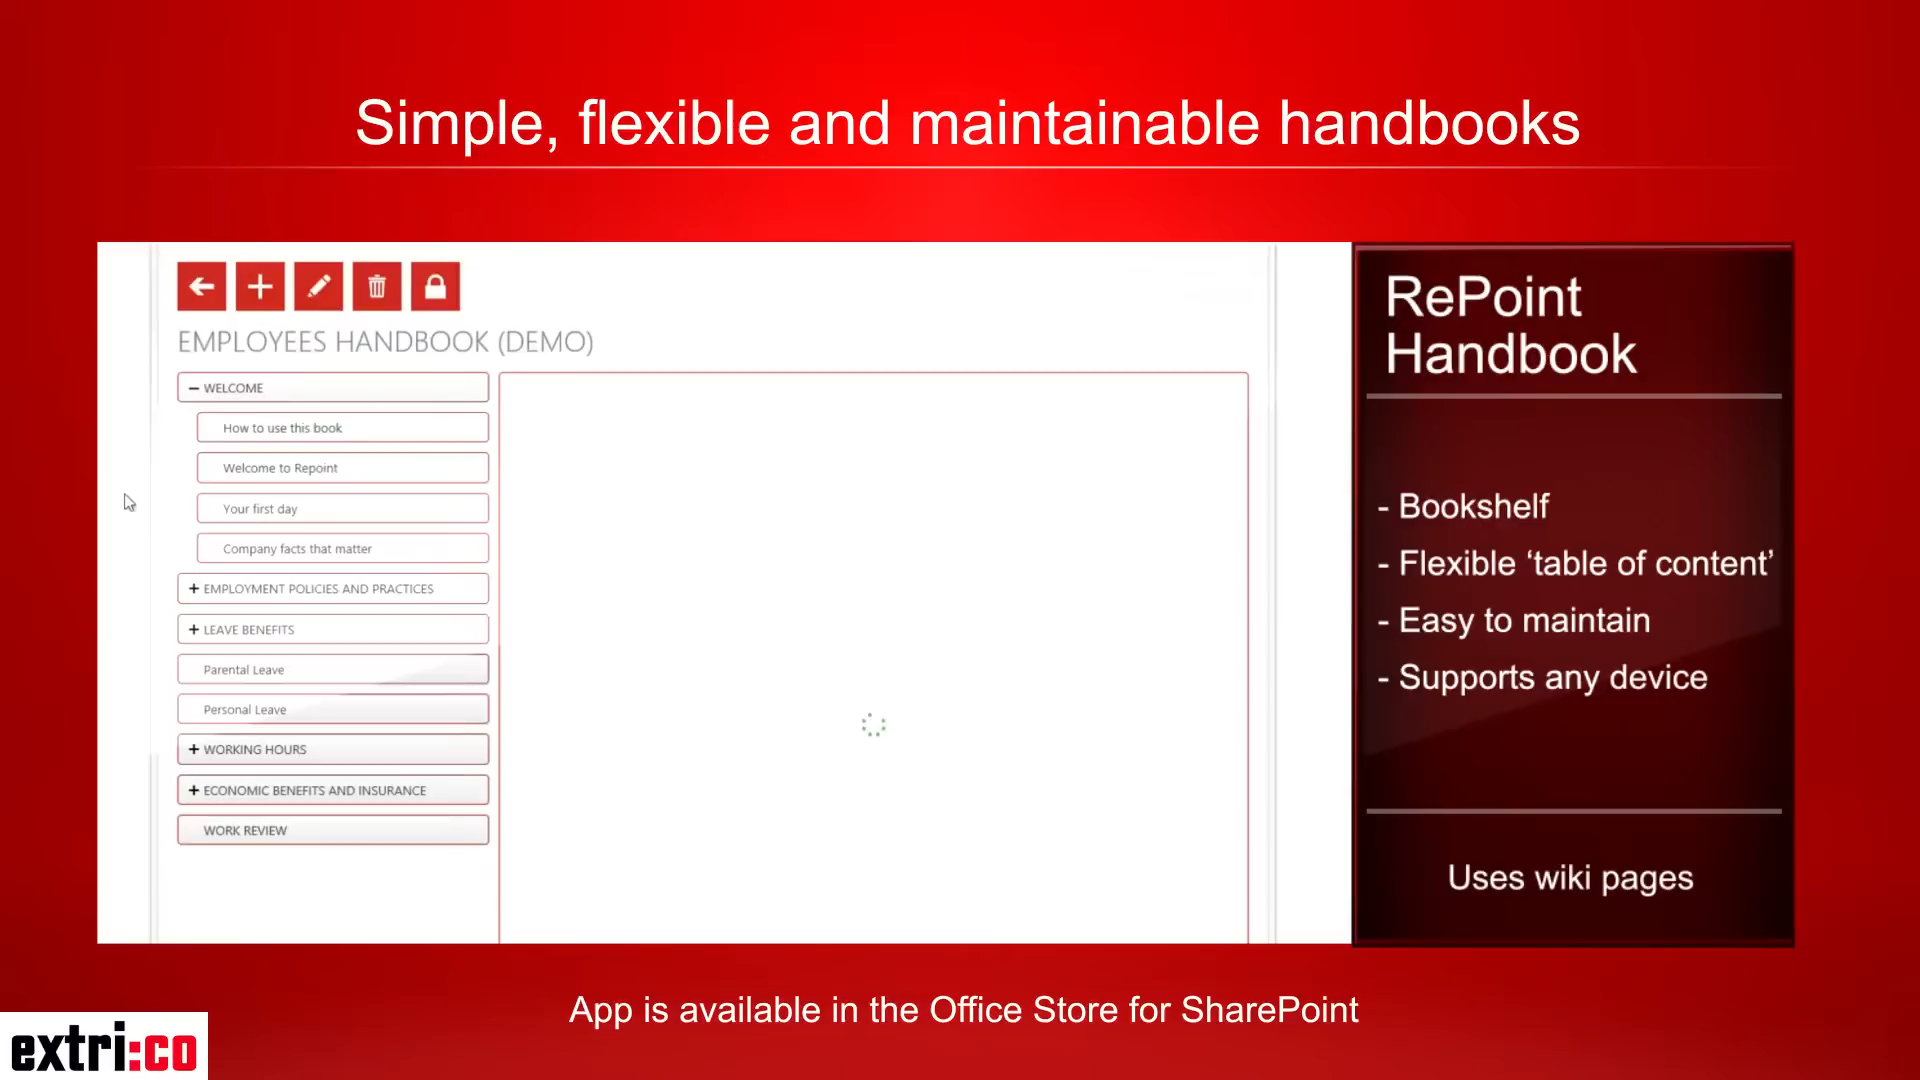 Simple, flexible and maintainable handbooks
EMPLOYEES HANDBOOK (DEMO)
WELCOME
How to use this book
Welcome to Repoint
Your first day
Company facts that matter
EMPLOYMENT POLICIES AND PRACTICES
LEAVE BENEFITS
Parental Leave
Personal Leave
WORKING HOURS
ECONOMIC BENEFITS AND INSURANCE
WORK REVIEW
RePoint
Handbook
- Bookshelf
- Flexible ‘table of content’
- Easy to maintain
- Supports any device
Uses wiki pages
App is available in the Office Store for SharePoint
extri:co